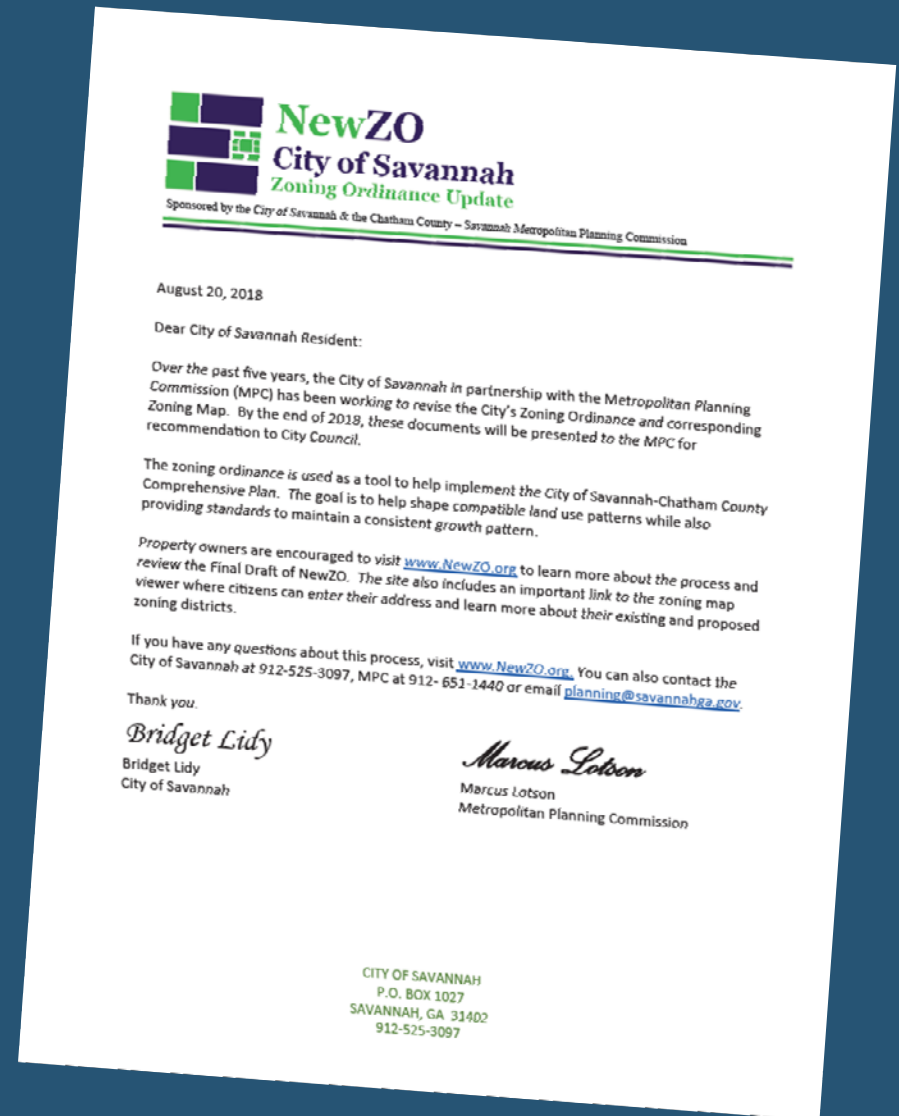 NewZO
City of Savannah
Zoning Ordinance Update
Sponsored by the City of Savannah & the Chatham County – Savannah Metropolitan Planning Commission
August 20, 2018
Dear City of Savannah Resident:
Over the past five years, the City of Savannah in partnership with the Metropolitan Planning
Commission (MPC) has been working to revise the City's Zoning Ordinance and corresponding
Zoning Map. By the end of 2018, these documents will be presented to the MPC for
recommendation to City Council.
The zoning ordinance is used as a tool to help implement the City of Savannah-Chatham County
Comprehensive Plan. The goal is to help shape compatible land use patterns while also
providing standards to maintain a consistent growth pattern.
Property owners are encouraged to visit www.NewZO.org to learn more about the process and
review the Final Draft of NewZO. The site also includes an important link to the zoning map
viewer where citizens can enter their address and learn more about their existing and proposed
zoning districts.
If you have any questions about this process, visit www.NewZO.org. You can also contact the
City of Savannah at 912-525-3097, MPC at 912- 651-1440 or email planning@savannahga.gov.
Thank you.
Bridget Lidy
Bridget Lidy
City of Savannah
Marcus Lotson
Marcus Lotson
Metropolitan Planning Commission
CITY OF SAVANNAH
P.O. BOX 1027
SAVANNAH, GA 31402
912-525-3097